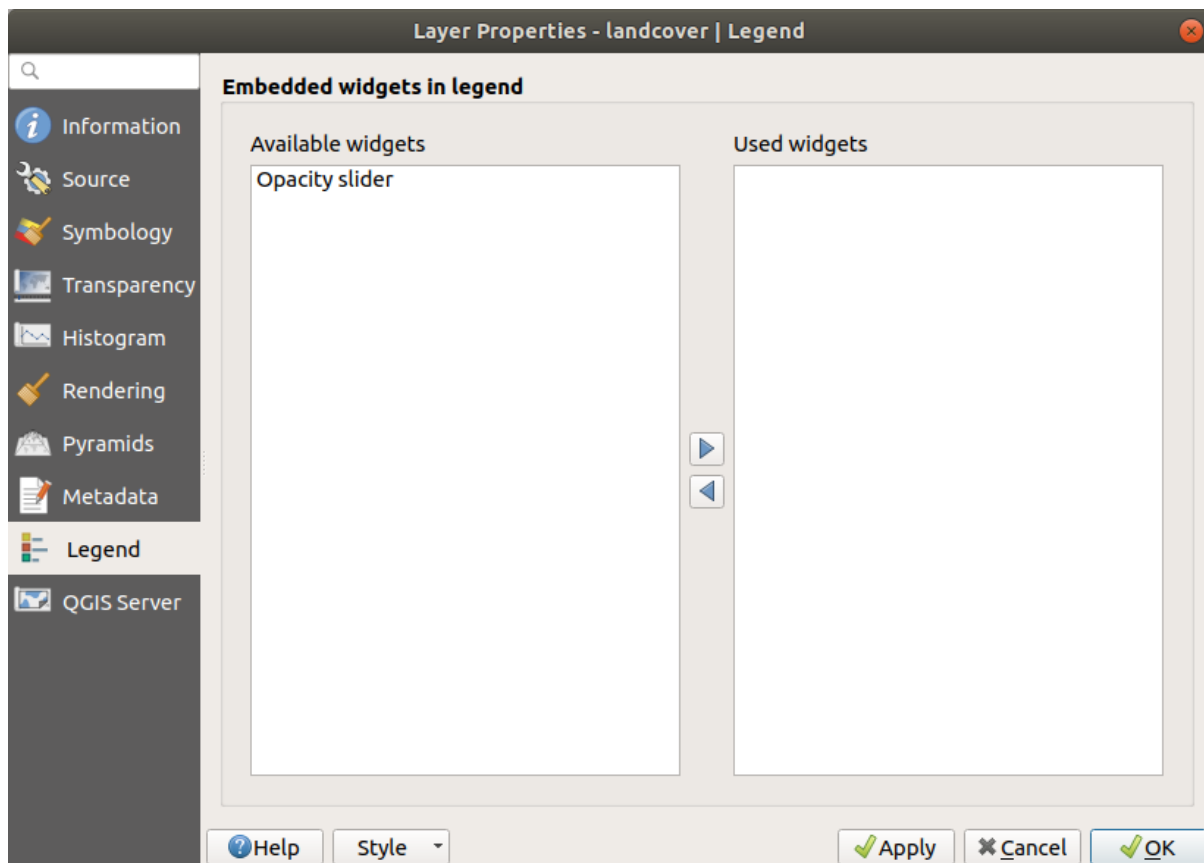 Layer Properties - landcover | Legend
Information
Source
Symbology
Transparency
Histogram
Rendering
Pyramids
Metadata
Legend
QGIS Server
Embedded widgets in legend
Available widgets
Opacity slider
Used widgets
Help
Style
Apply
Cancel
OK